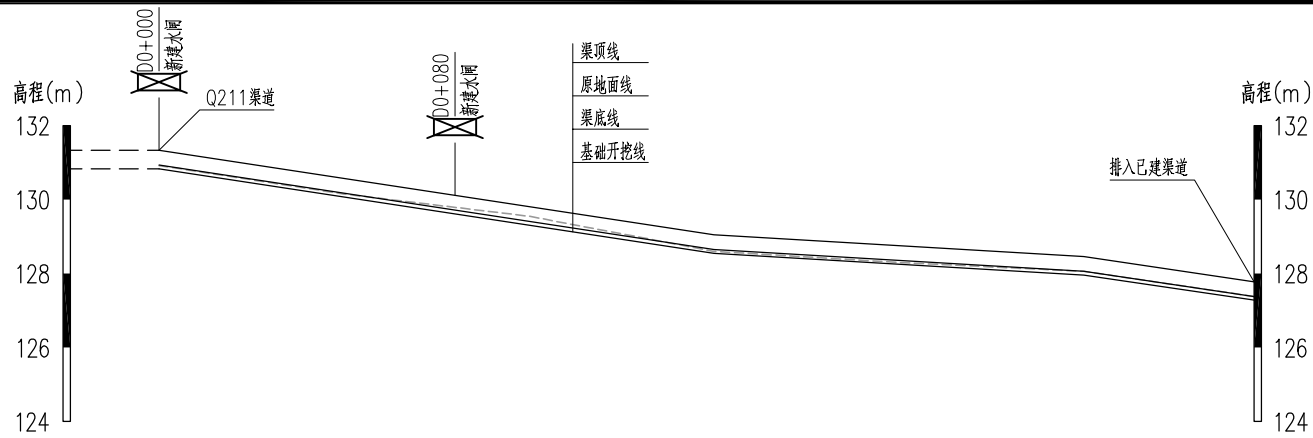 D0+000
新建水闸
D0+080
新建水闸
渠顶线
原地面线
渠底线
基础开挖线
高程(m)
Q211渠道
高程(m)
排入已建渠道
132
130
128
126
124
132
130
128
126
124